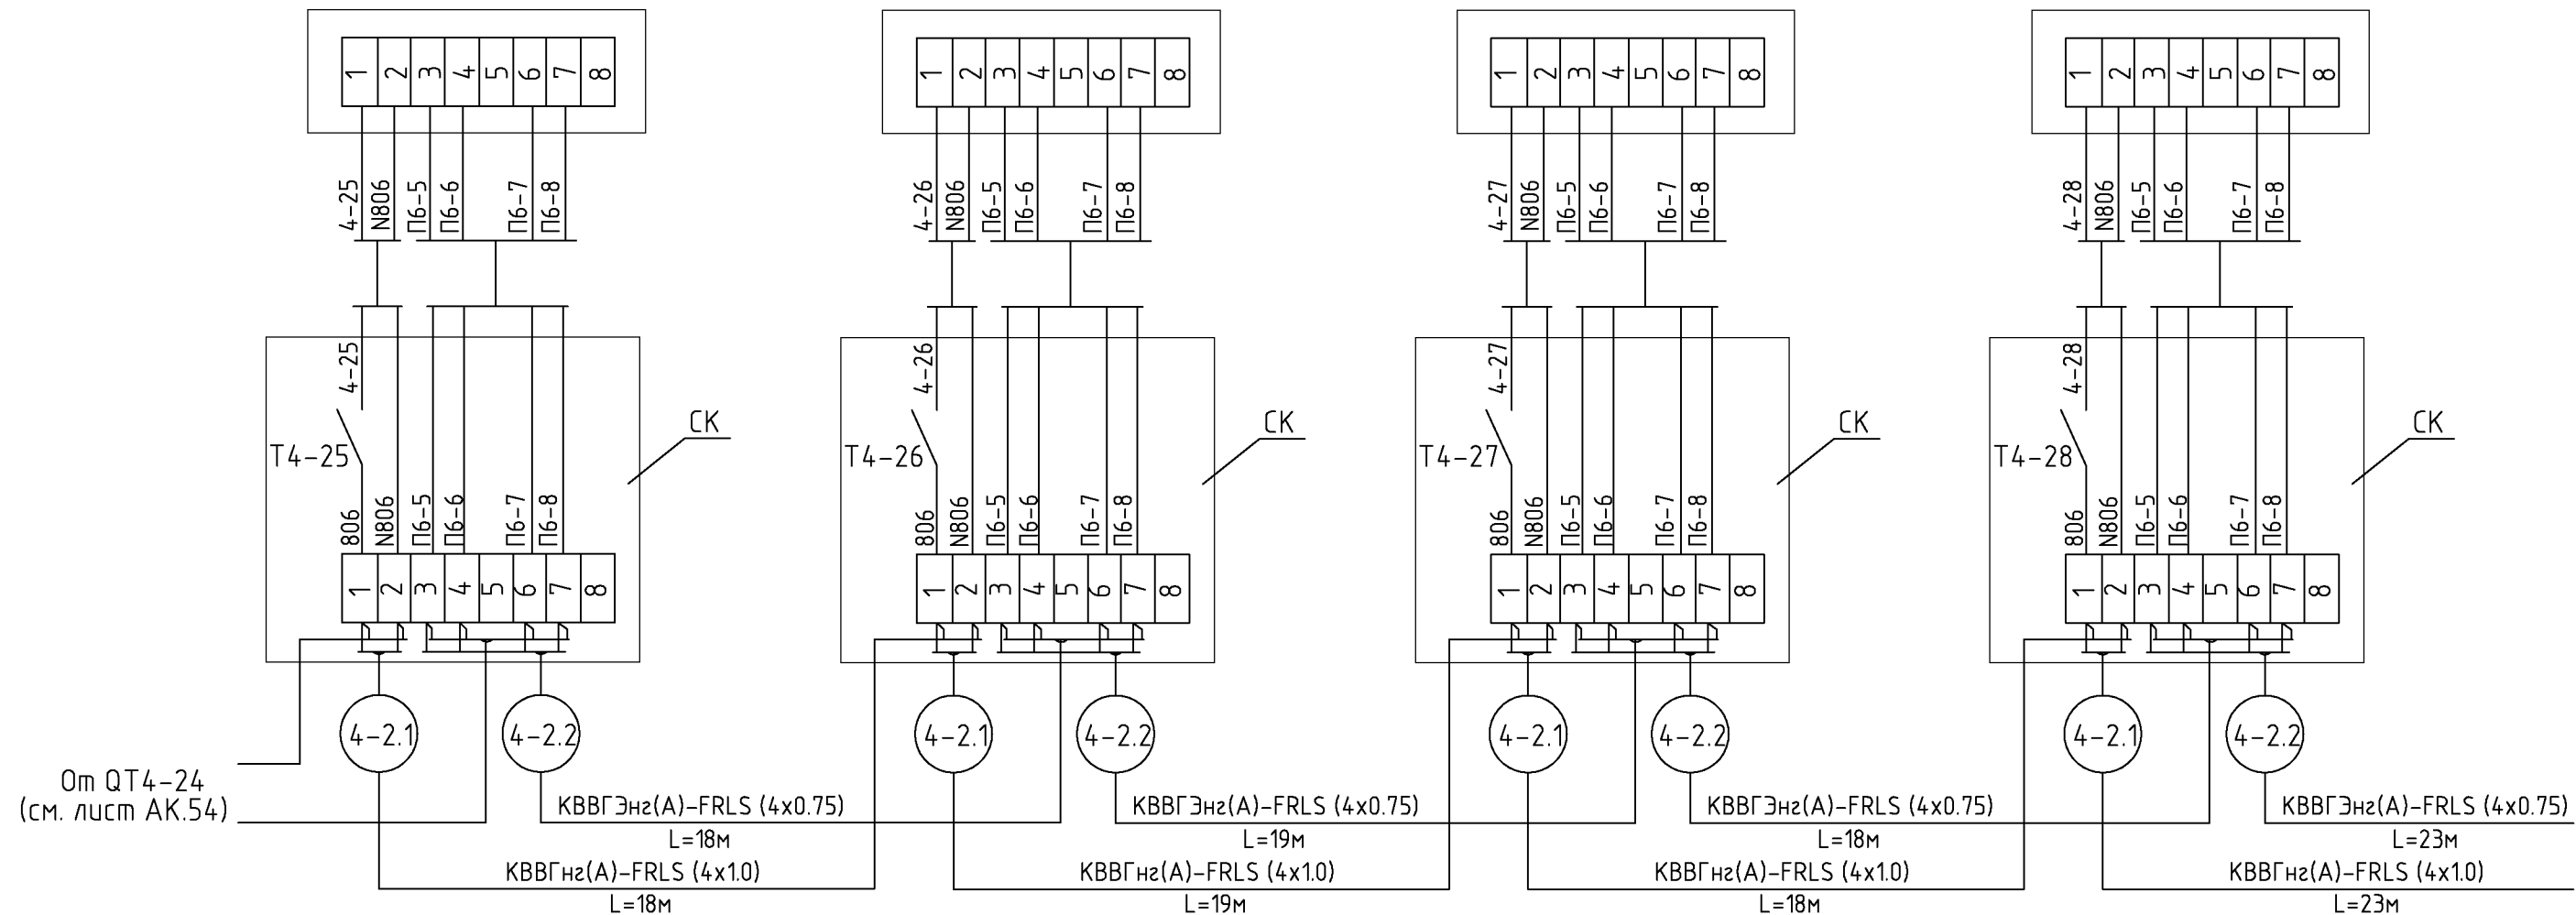 1 2 3 4 5 6 7 8 1 2 3 4 5 6 7 8 1 2 3 4 5 6 7 8 1 2 3 4 5 6 7 8
4-25 N806 П6-5 П6-6 П6-7 П6-8 4-26 N806 П6-5 П6-6 П6-7 П6-8 4-27 N806 П6-5 П6-6 П6-7 П6-8 4-28 N806 П6-5 П6-6 П6-7 П6-8
4-25 4-26 4-27 4-28
СК СК СК СК
Т4-25 Т4-26 Т4-27 Т4-28
806 N806 П6-5 П6-6 П6-7 П6-8 806 N806 П6-5 П6-6 П6-7 П6-8 806 N806 П6-5 П6-6 П6-7 П6-8 806 N806 П6-5 П6-6 П6-7 П6-8
1 2 3 4 5 6 7 8 1 2 3 4 5 6 7 8 1 2 3 4 5 6 7 8 1 2 3 4 5 6 7 8
4-2.1 4-2.2 4-2.1 4-2.2 4-2.1 4-2.2 4-2.1 4-2.2
От QT4-24
(см. лист АК.54)
КВВГЭнг(А)-FRLS (4х0.75) КВВГЭнг(А)-FRLS (4х0.75) КВВГЭнг(А)-FRLS (4х0.75) КВВГЭнг(А)-FRLS (4х0.75)
L=18м L=19м L=18м L=23м
КВВГнг(А)-FRLS (4х1.0) КВВГнг(А)-FRLS (4х1.0) КВВГнг(А)-FRLS (4х1.0) КВВГнг(А)-FRLS (4х1.0)
L=18м L=19м L=18м L=23м